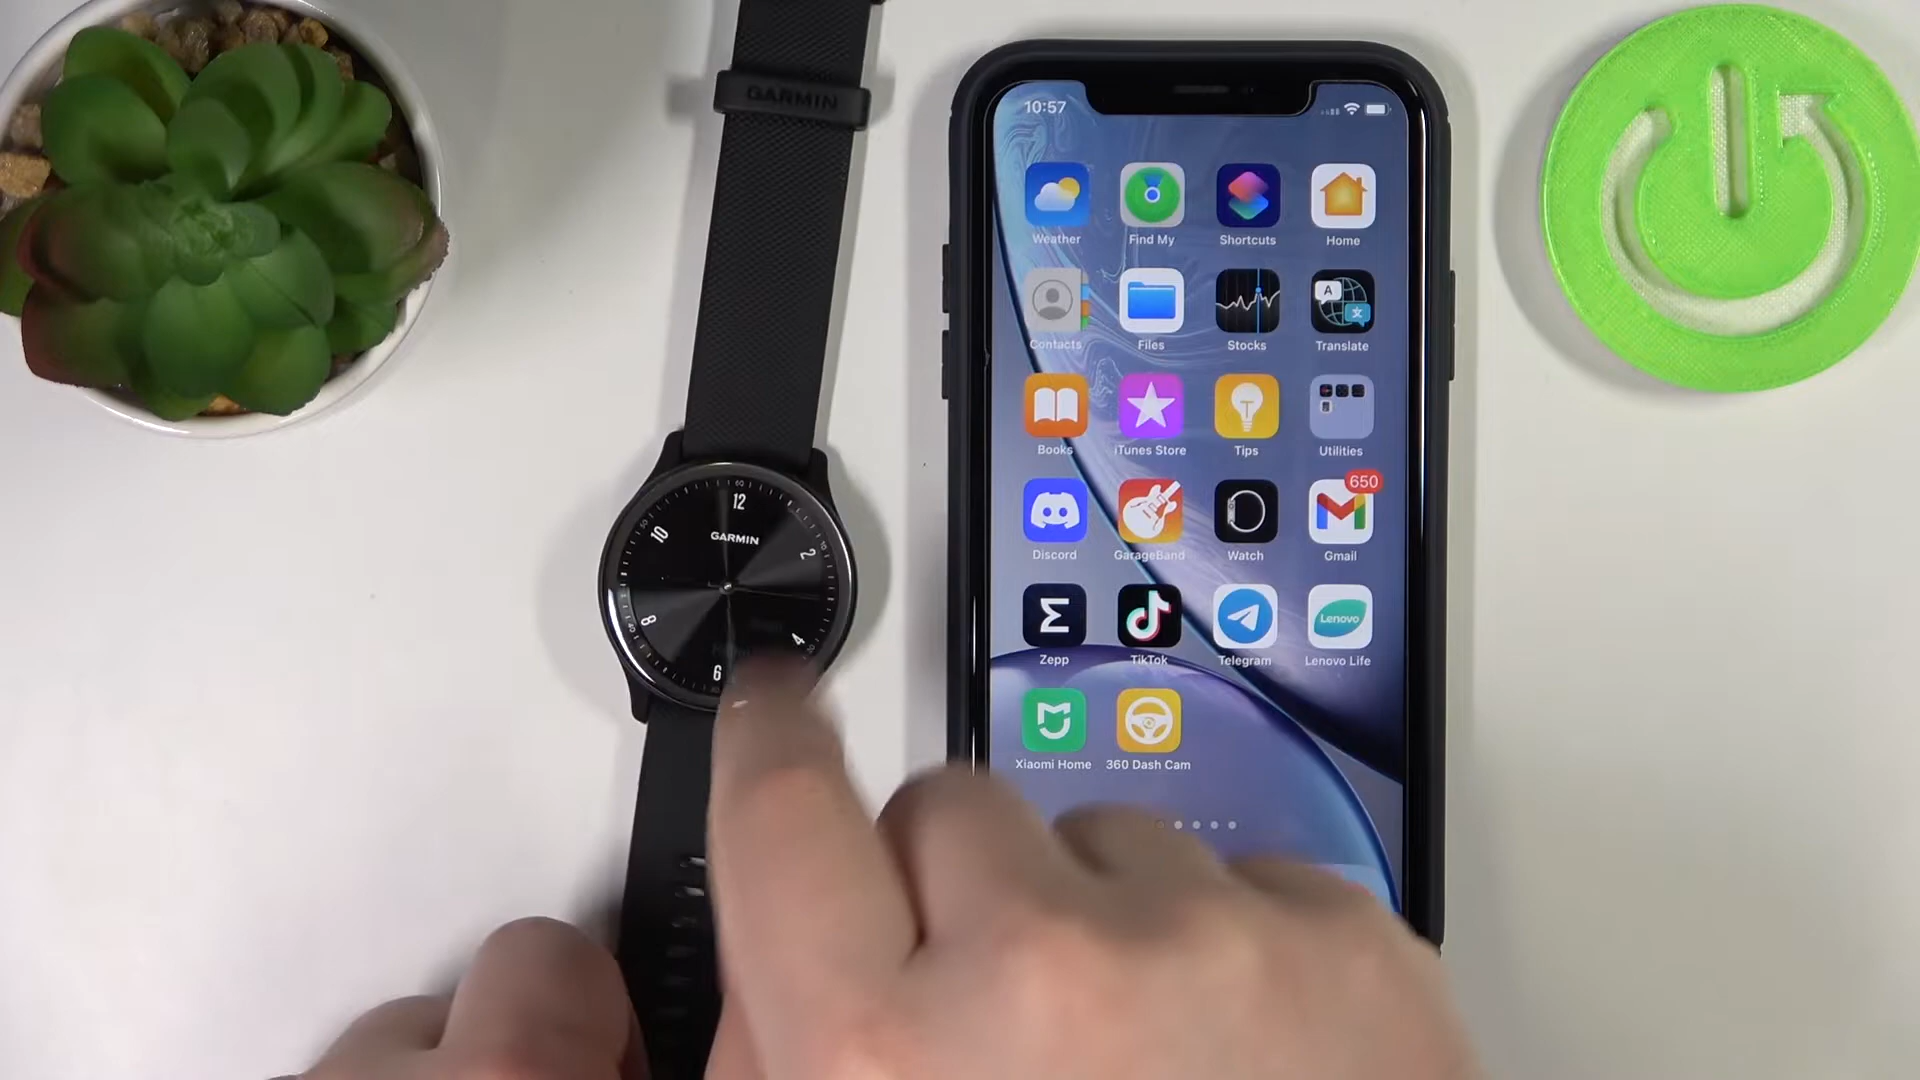 GARMIN
10:57
Weather Find My Shortcuts Home
Contacts Files Stocks Translate
A
文
Books iTunes Store Tips Utilities
650
Discord GarageBand Watch Gmail
Lenovo
Zepp TikTok Telegram Lenovo Life
Xiaomi Home 360 Dash Cam
60
12
GARMIN
10
2
8
4
6